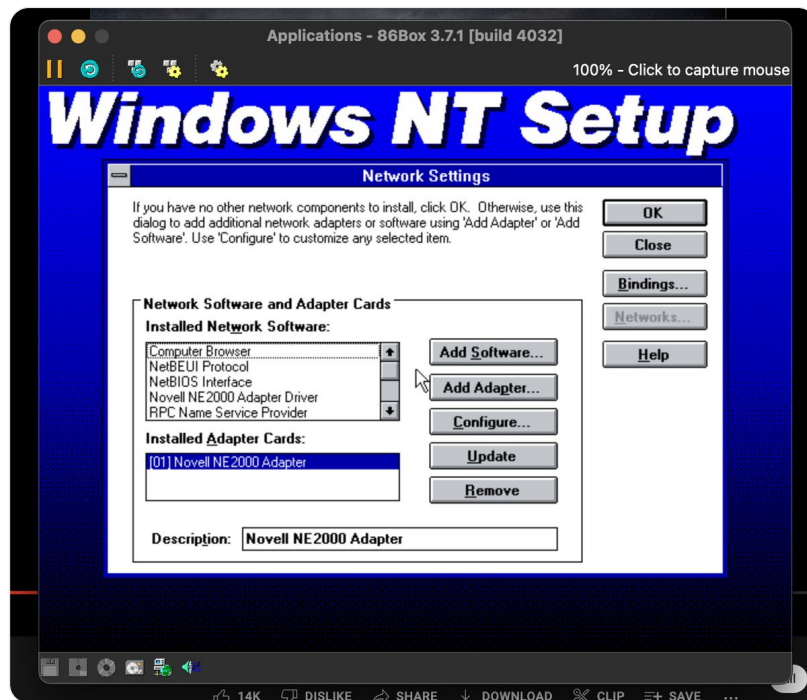 Applications - 86Box 3.7.1 [build 4032]
100% - Click to capture mouse
Windows NT Setup
Network Settings
If you have no other network components to install, click OK. Otherwise, use this
dialog to add additional network adapters or software using 'Add Adapter' or 'Add
Software'. Use 'Configure' to customize any selected item.
OK
Close
Bindings...
Networks...
Help
Network Software and Adapter Cards
Installed Network Software:
Computer Browser
NetBEUI Protocol
NetBIOS Interface
Novell NE2000 Adapter Driver
RPC Name Service Provider
Add Software...
Add Adapter...
Configure...
Update
Remove
Installed Adapter Cards:
[01] Novell NE2000 Adapter
Description: Novell NE2000 Adapter
14K DISLIKE SHARE DOWNLOAD CLIP SAVE ...